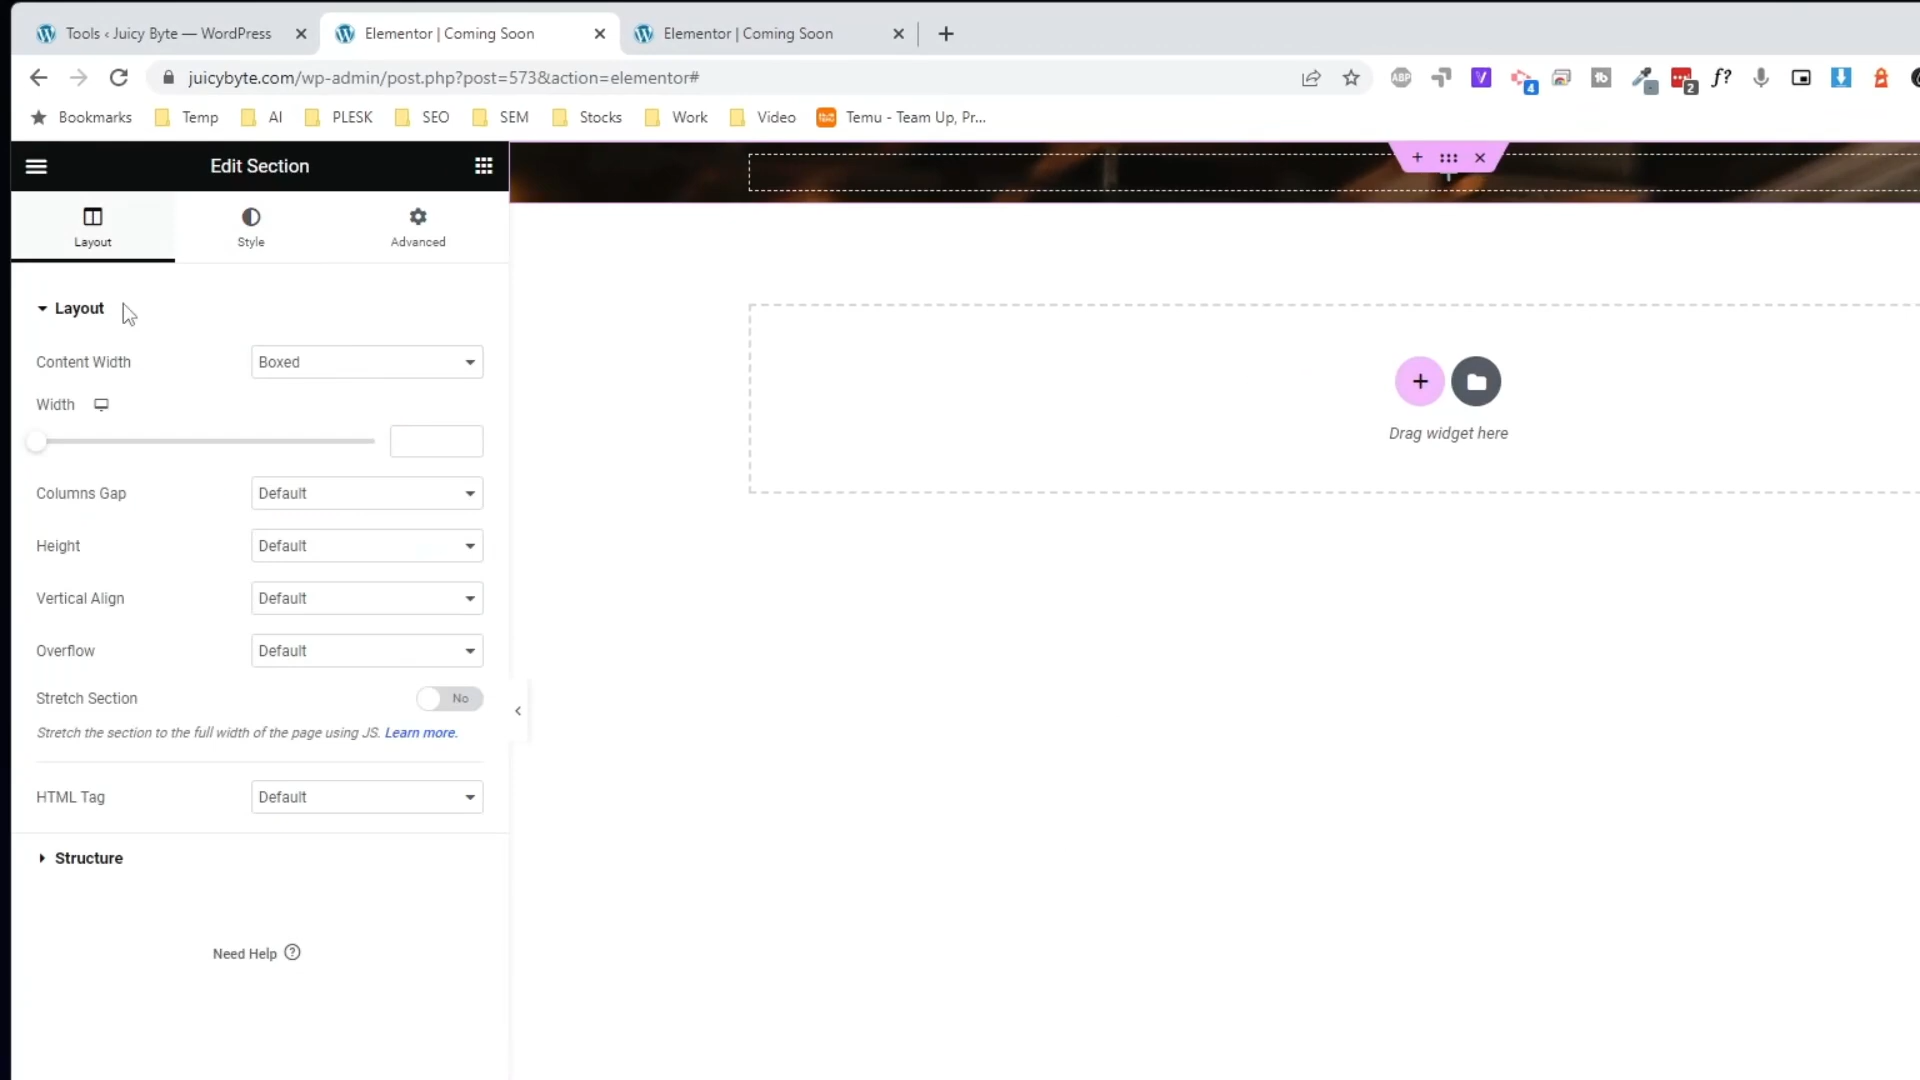 Tools ‹ Juicy Byte — WordPress
Elementor | Coming Soon
Elementor | Coming Soon
juicybyte.com/wp-admin/post.php?post=573&action=elementor#
ABP
V
4
tb
2
f?
Bookmarks
Temp
AI
PLESK
SEO
SEM
Stocks
Work
Video
Temu - Team Up, Pr...
Edit Section
Layout
Style
Advanced
Layout
Content Width
Boxed
Width
Columns Gap
Default
Height
Default
Vertical Align
Default
Overflow
Default
Stretch Section
No
Stretch the section to the full width of the page using JS. Learn more.
HTML Tag
Default
Structure
Need Help
Drag widget here